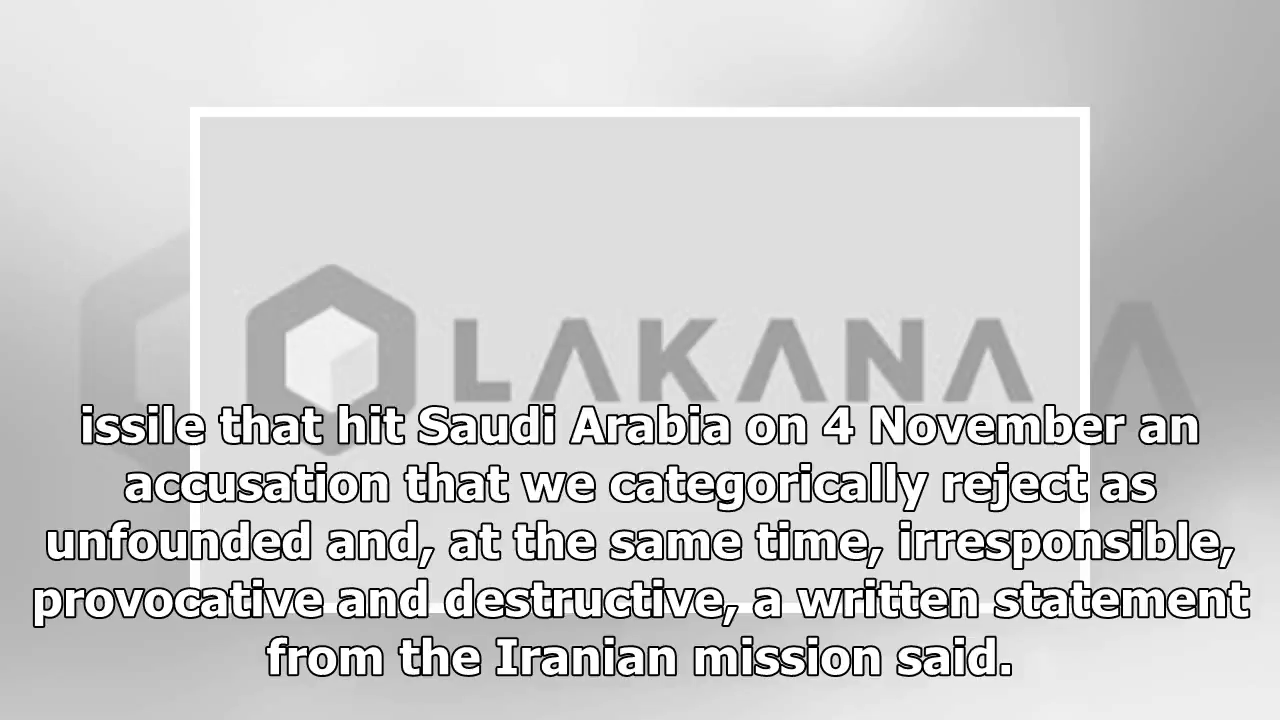 LAKANA
A
issile that hit Saudi Arabia on 4 November an
accusation that we categorically reject as
unfounded and, at the same time, irresponsible,
provocative and destructive, a written statement
from the Iranian mission said.